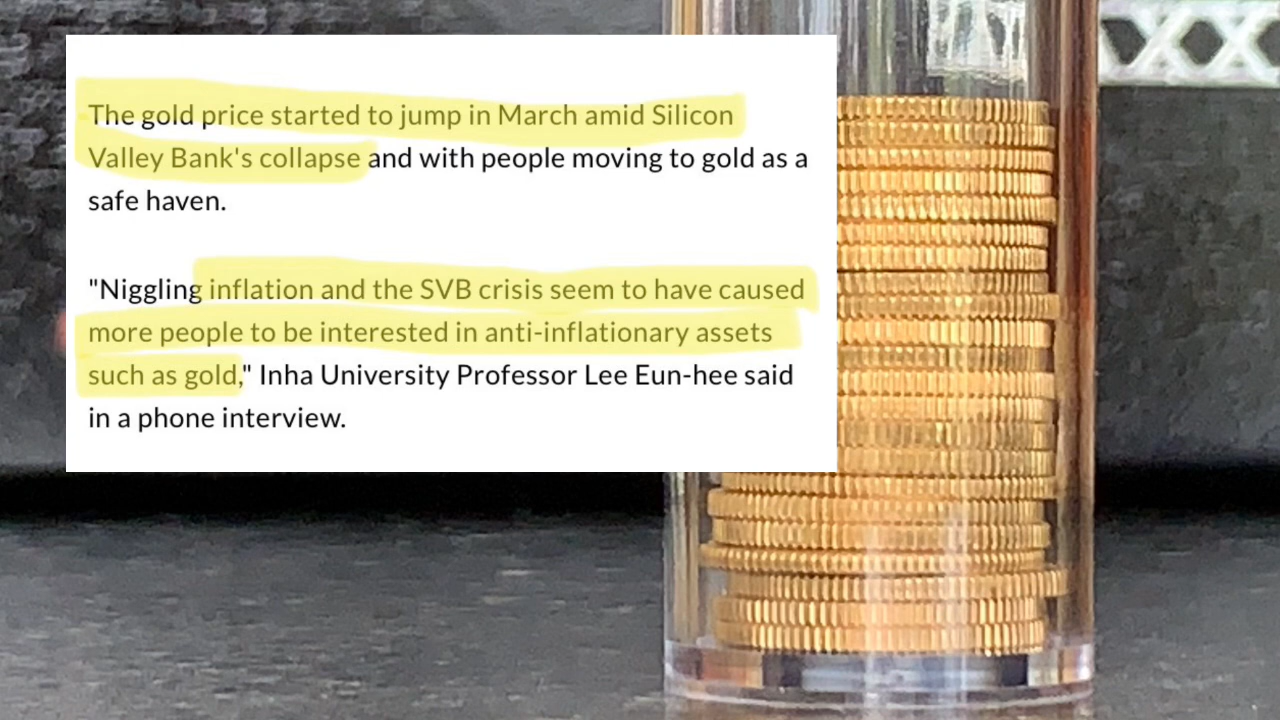 The gold price started to jump in March amid Silicon
Valley Bank's collapse and with people moving to gold as a
safe haven.
"Niggling inflation and the SVB crisis seem to have caused
more people to be interested in anti-inflationary assets
such as gold," Inha University Professor Lee Eun-hee said
in a phone interview.